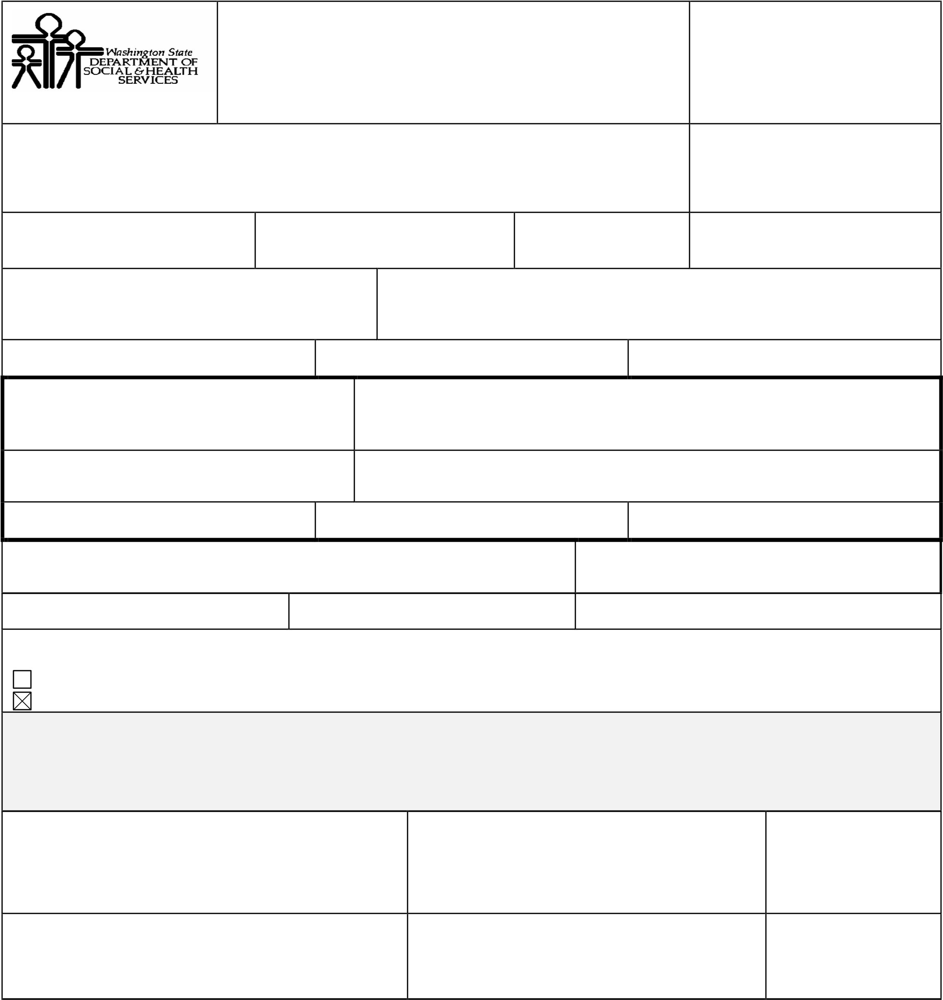 Washington State
DEPARTMENT OF
SOCIAL & HEALTH
SERVICES